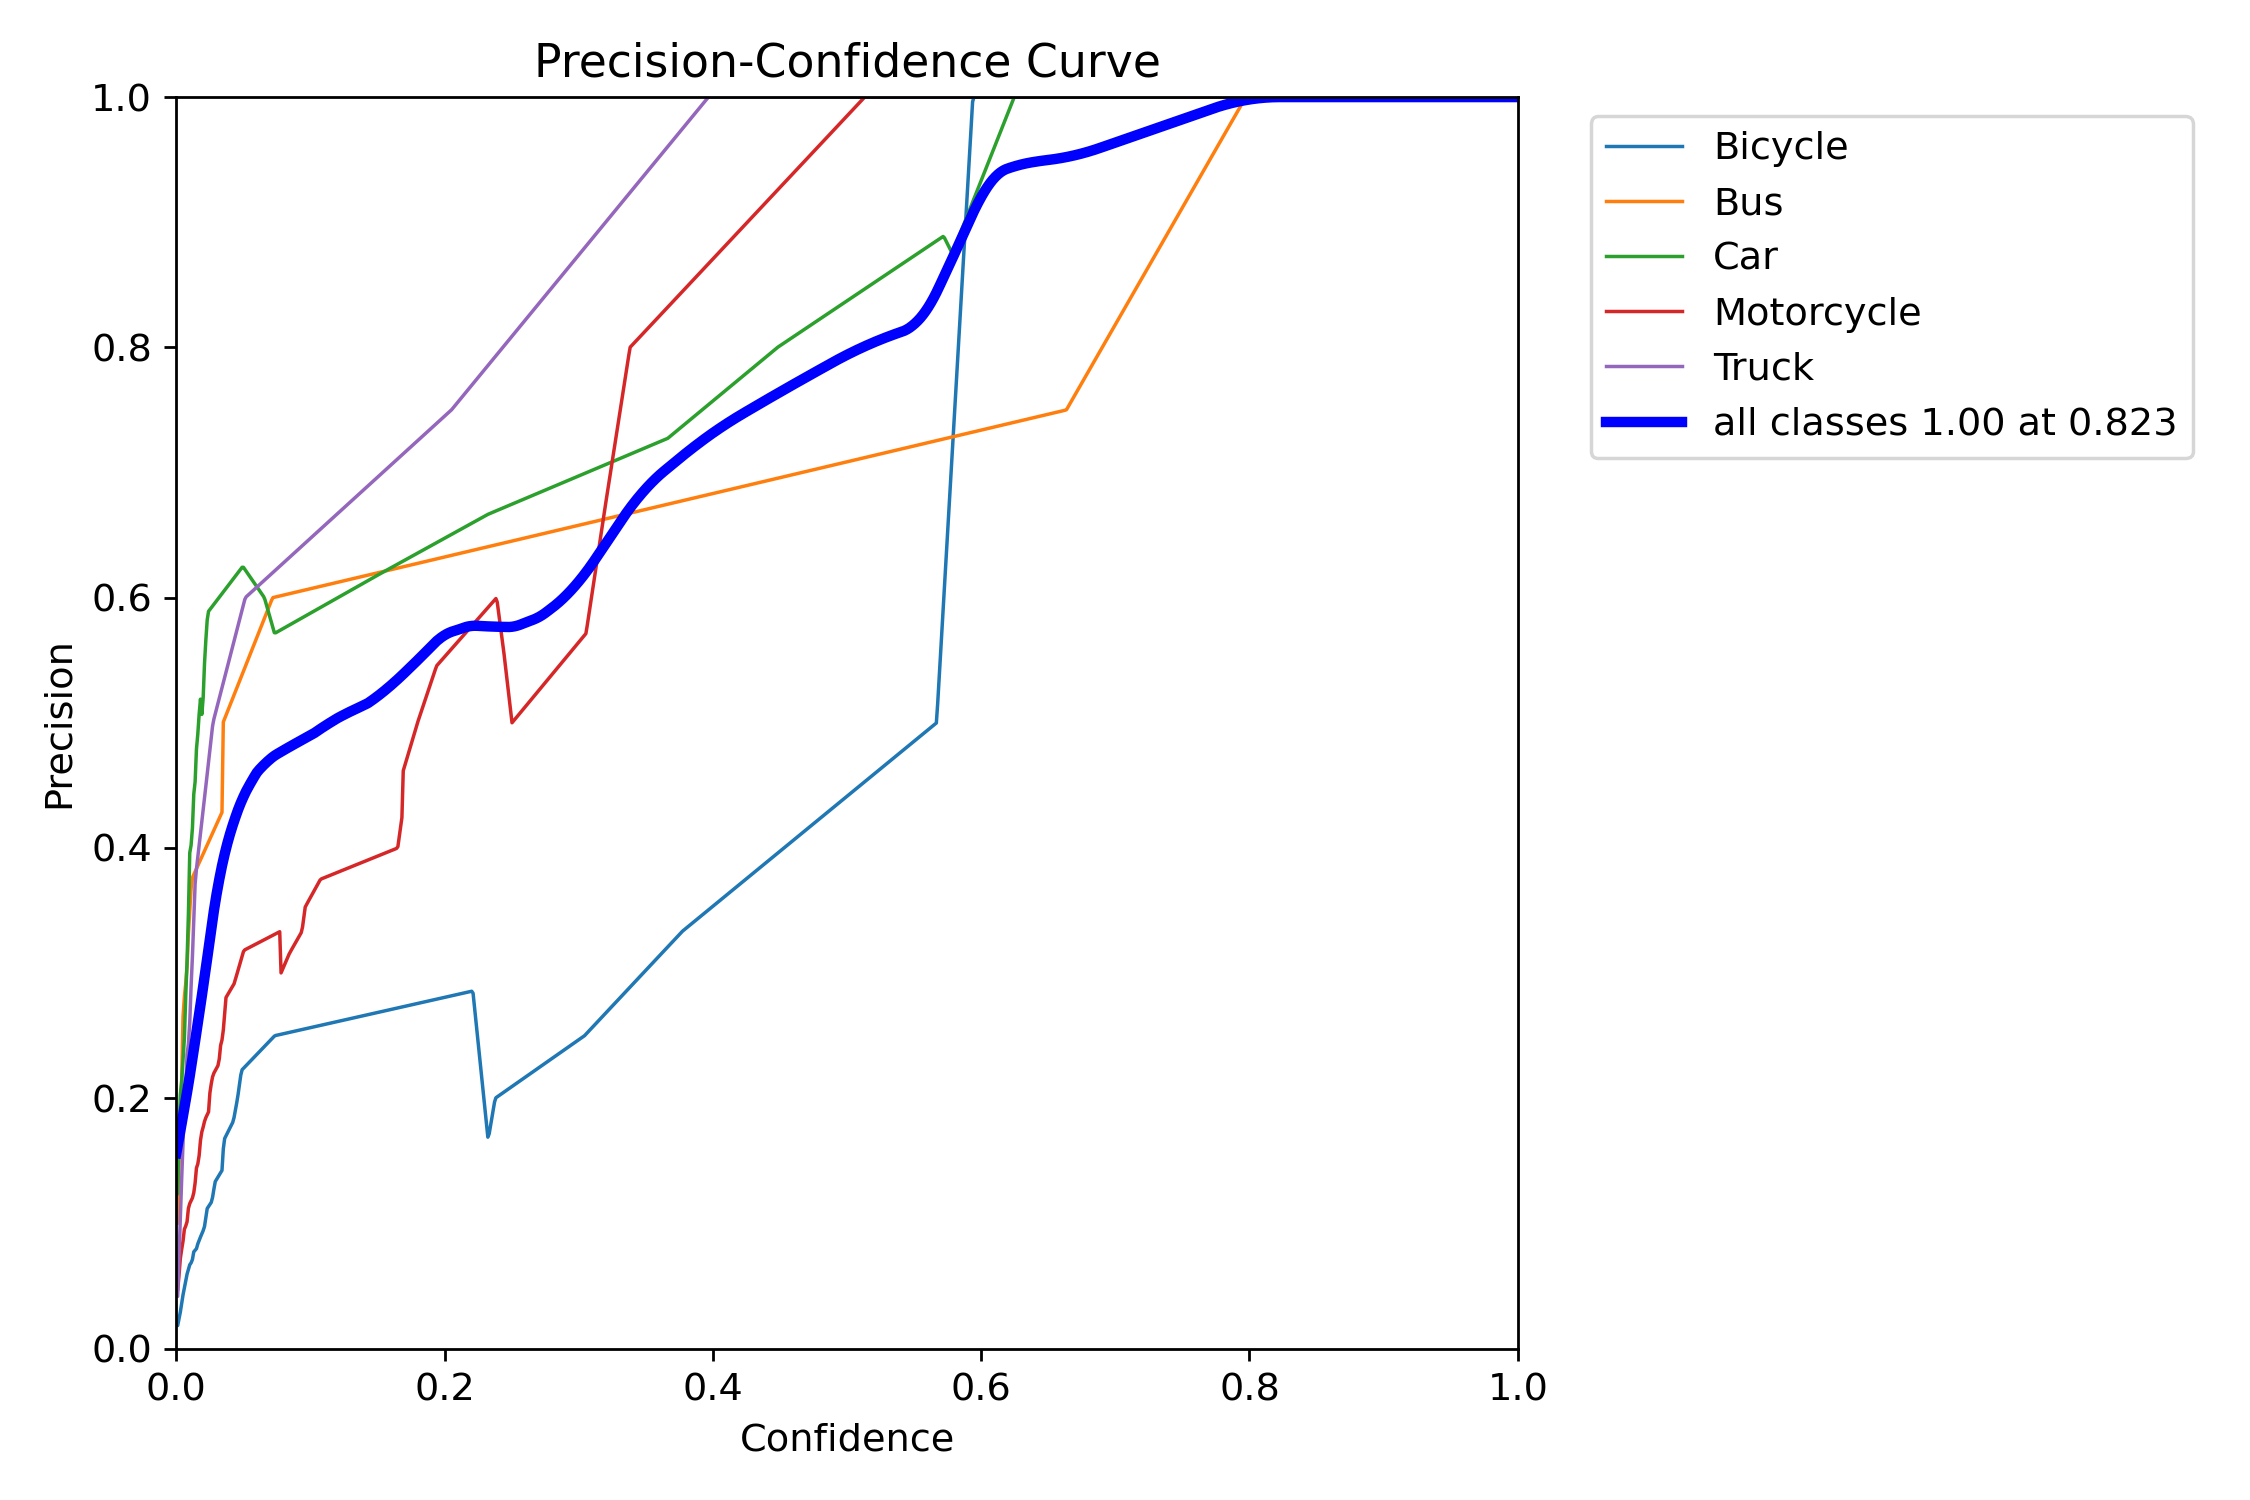 Precision-Confidence Curve
1.0
0.8
0.6
0.4
0.2
0.0
Precision
0.0 0.2 0.4 0.6 0.8 1.0
Confidence
Bicycle
Bus
Car
Motorcycle
Truck
all classes 1.00 at 0.823